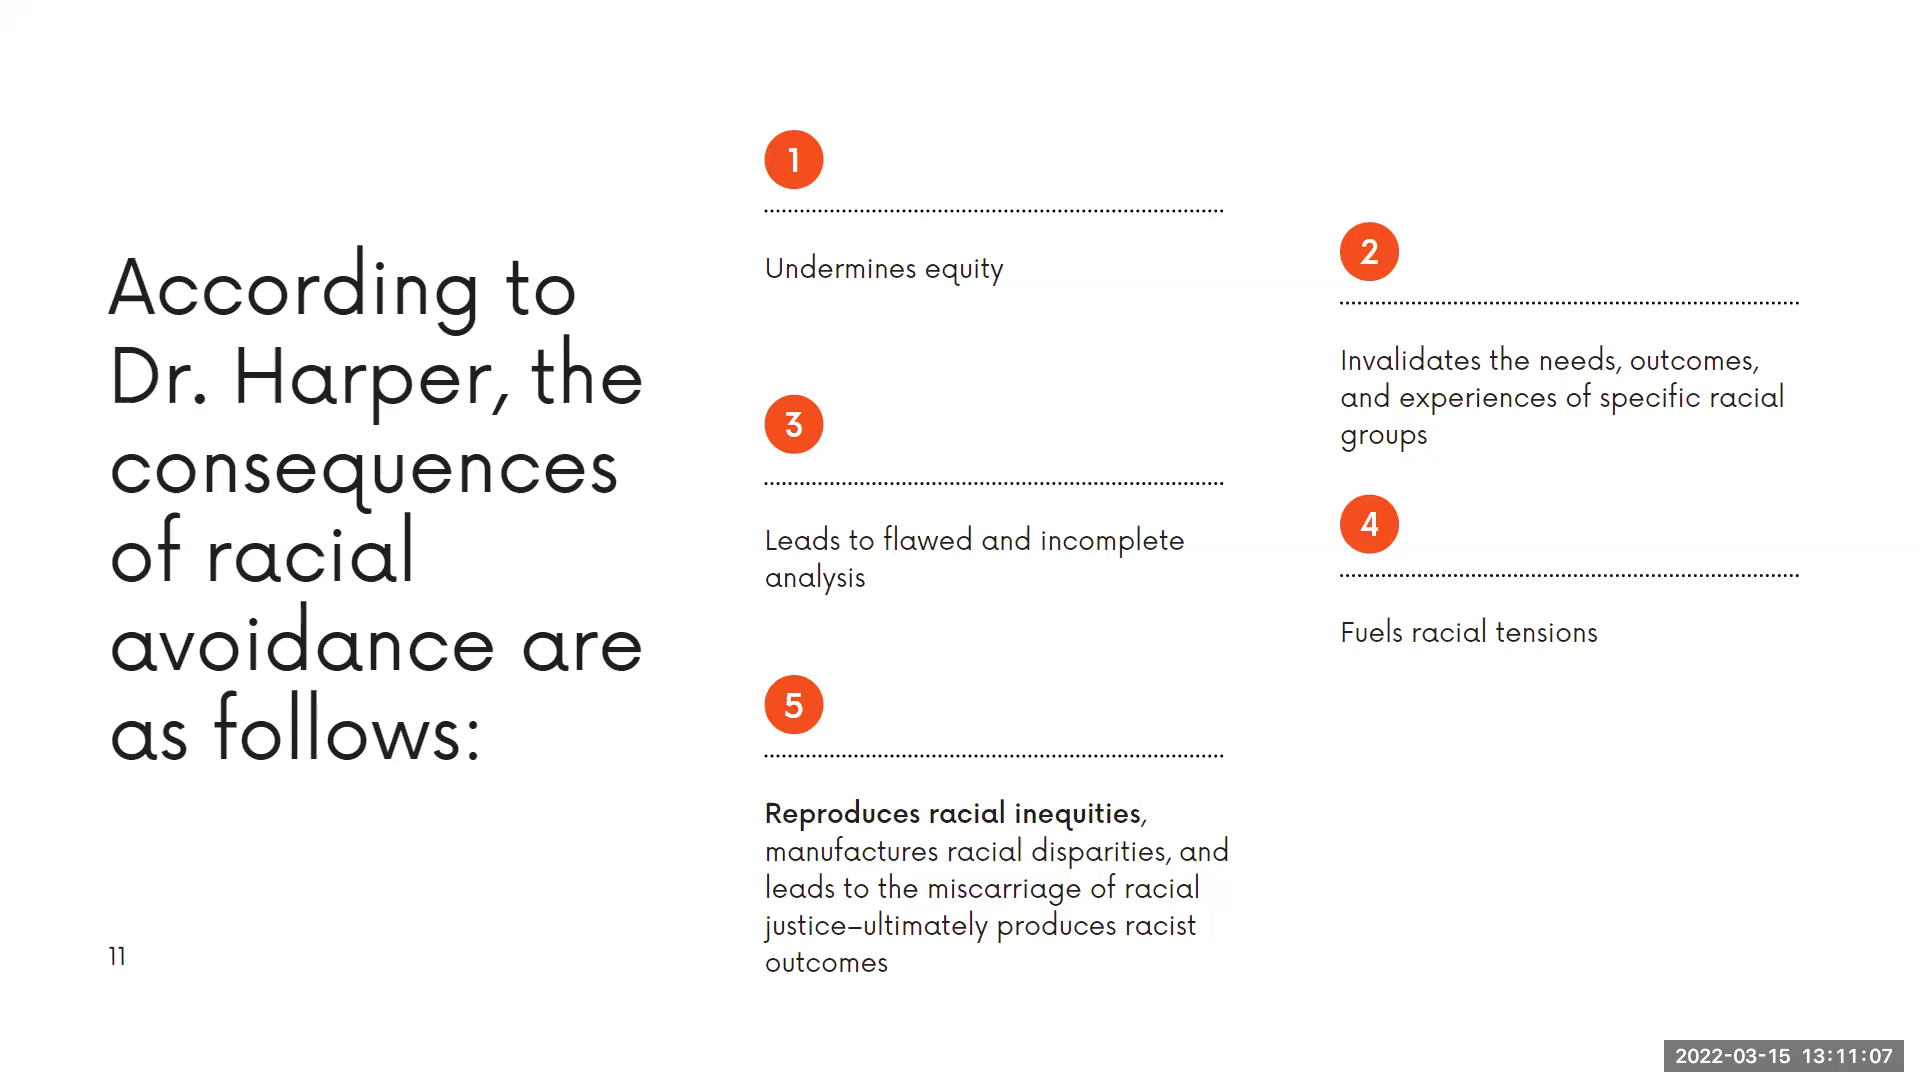 According to
Dr. Harper, the
consequences
of racial
avoidance are
as follows:
1
Undermines equity
2
Invalidates the needs, outcomes,
and experiences of specific racial
groups
3
Leads to flawed and incomplete
analysis
4
Fuels racial tensions
5
Reproduces racial inequities,
manufactures racial disparities, and
leads to the miscarriage of racial
justice–ultimately produces racist
outcomes
11
2022-03-15 13:11:07